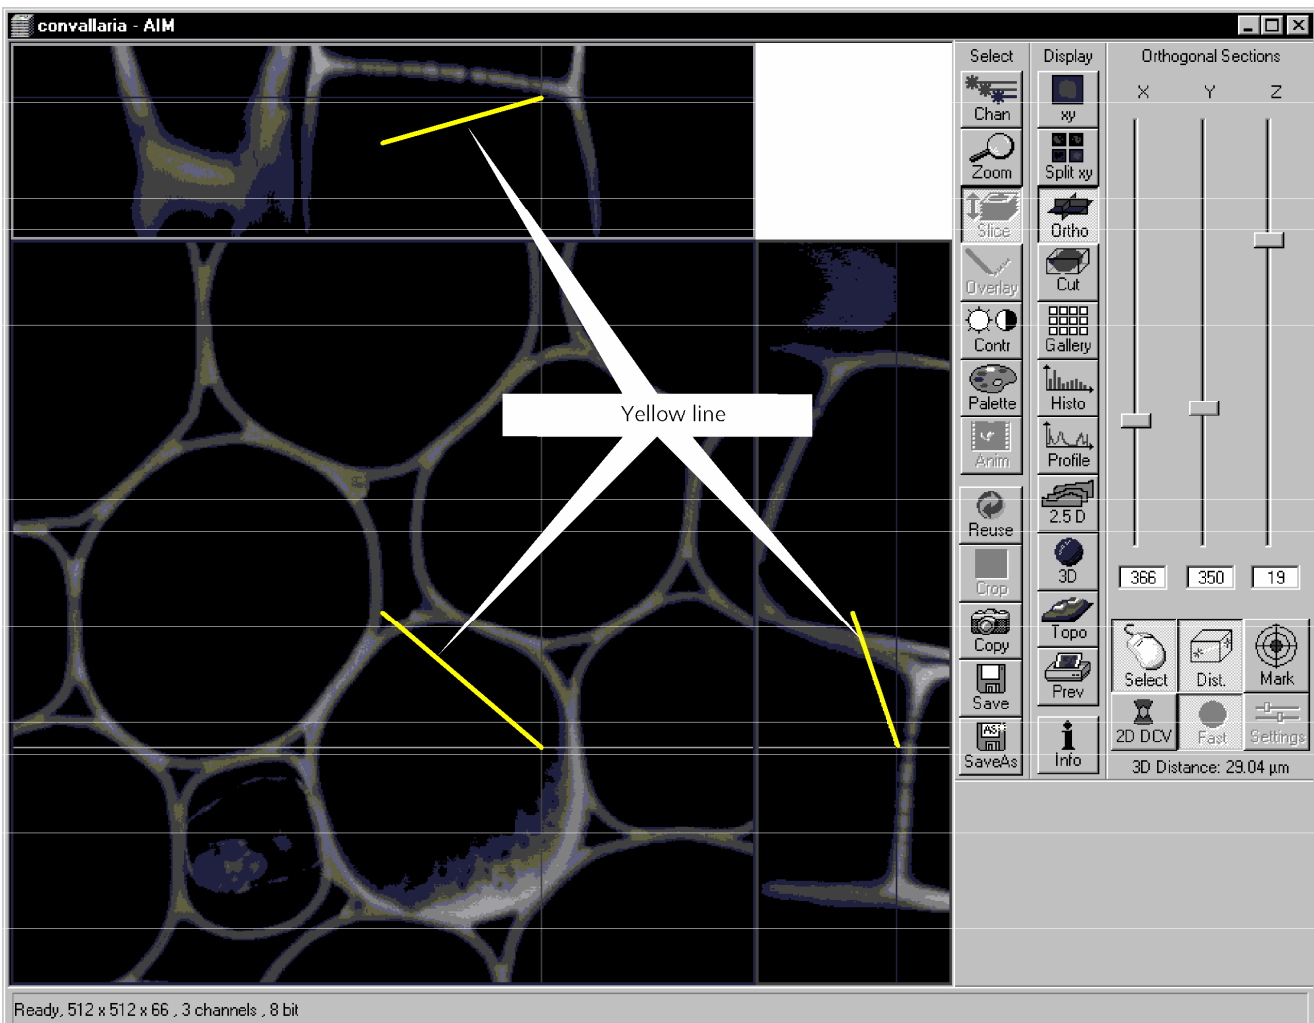 convallaria - AIM
Select Display Orthogonal Sections
X Y Z
Chan xy
Zoom Split xy
Slice Ortho
Overlay Cut
Contr Gallery
Palette Histo
Anim Profile
Yellow line
Reuse 2.5 D
Crop 3D
366 350 19
Copy Topo
Save Prev
Select Dist. Mark
AS
SaveAs Info
2D DCV Fast Settings
3D Distance: 29.04 µm
Ready, 512 x 512 x 66 , 3 channels , 8 bit